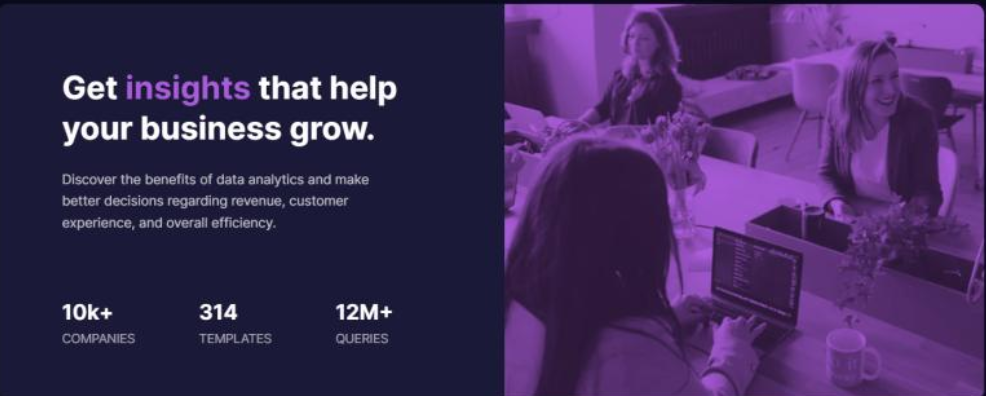 Get insights that help
your business grow.
Discover the benefits of data analytics and make
better decisions regarding revenue, customer
experience, and overall efficiency.
10k+ 314 12M+
COMPANIES TEMPLATES QUERIES